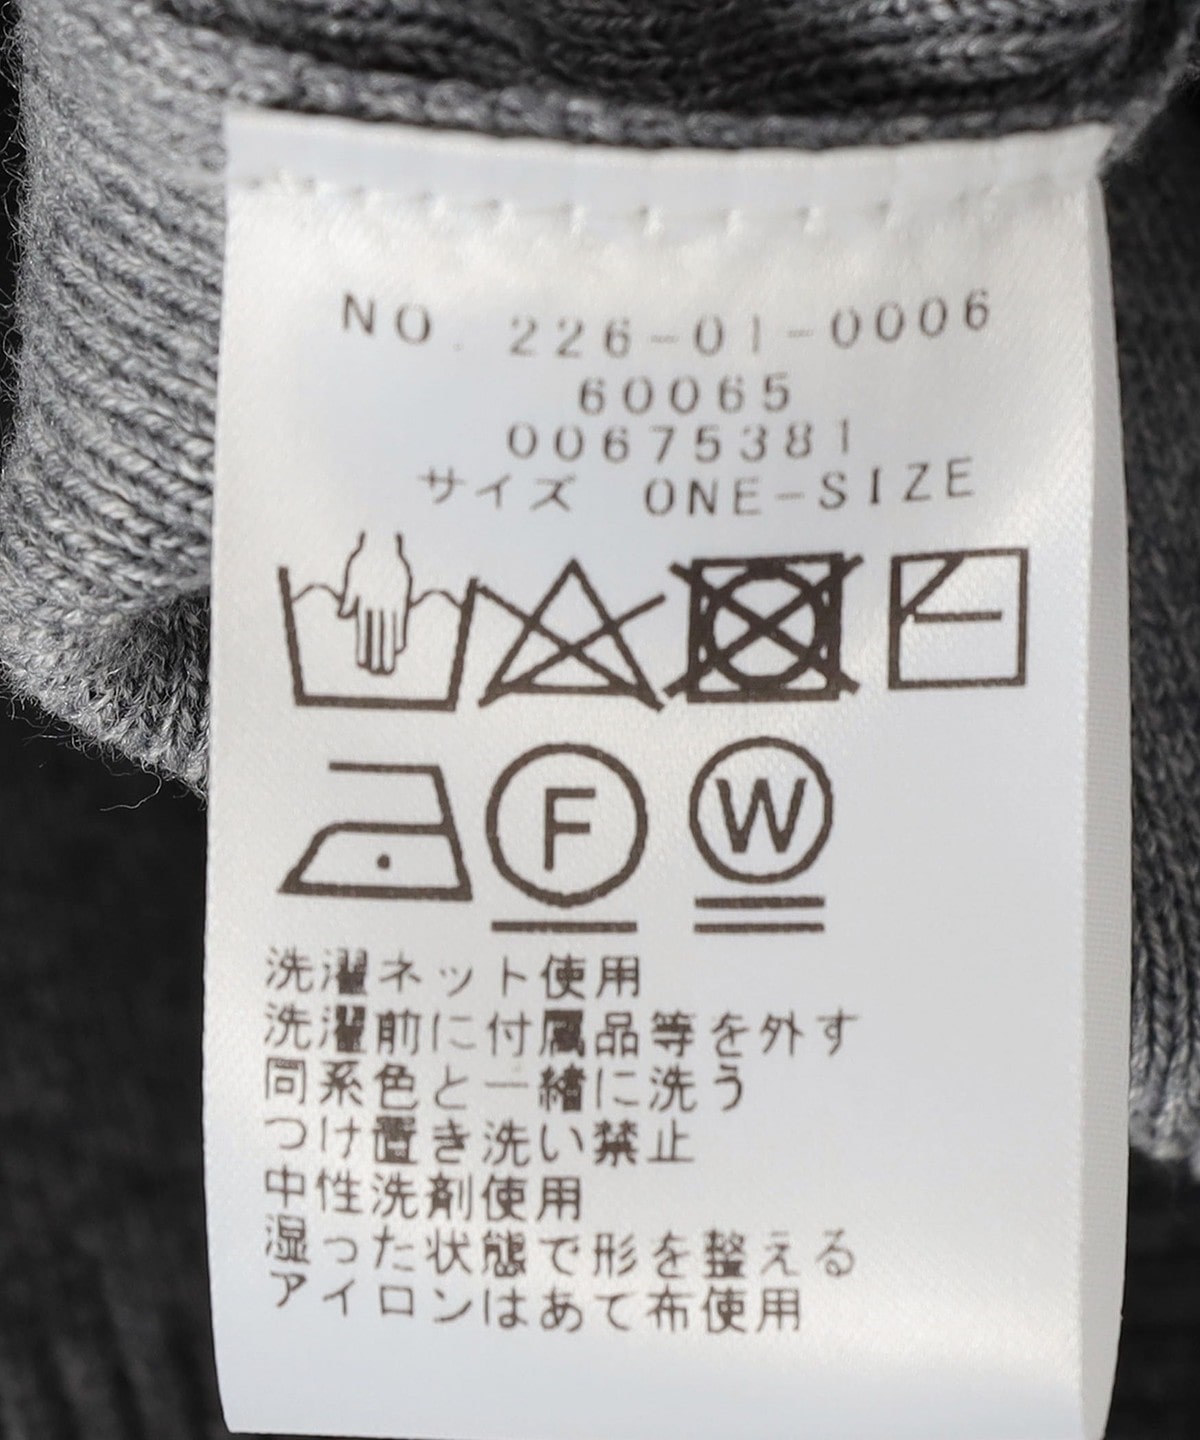 NO. 226-01-0006
60065
00675381
サイズ ONE-SIZE
F W
洗濯ネット使用
洗濯前に付属品等を外す
同系色と一緒に洗う
つけ置き洗い禁止
中性洗剤使用
湿った状態で形を整える
アイロンはあて布使用